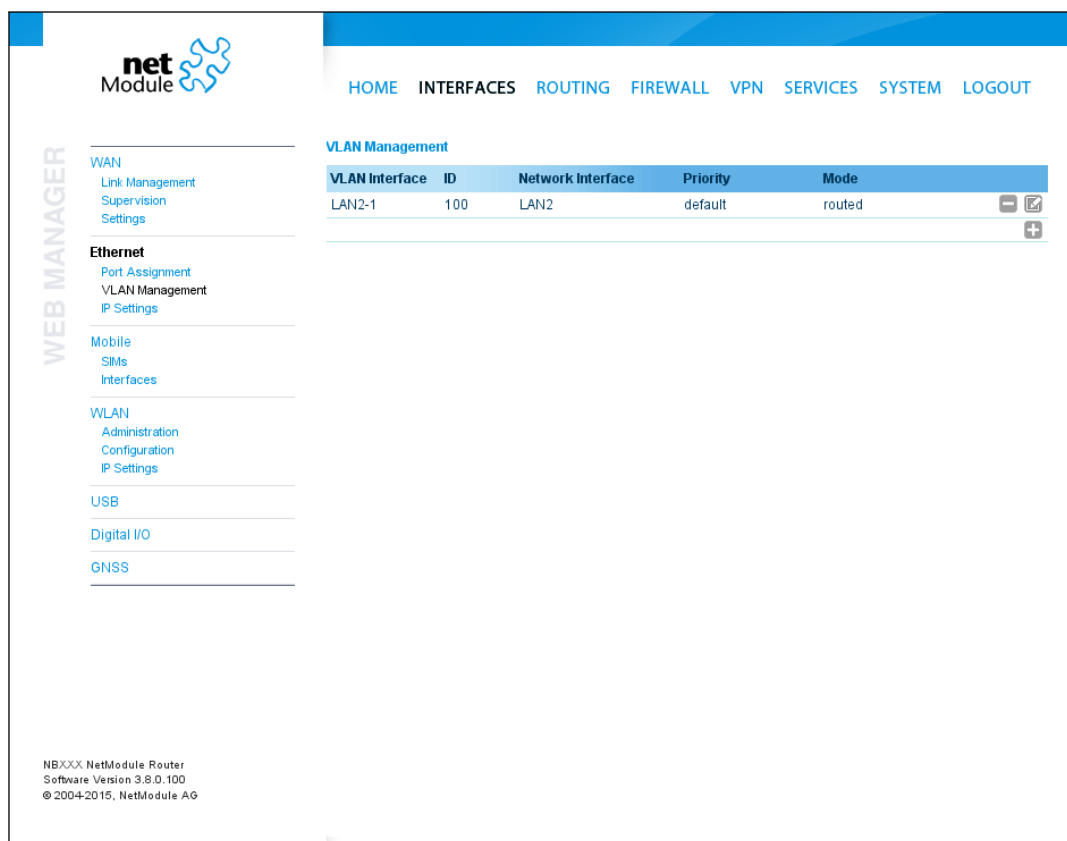 net
Module
HOME INTERFACES ROUTING FIREWALL VPN SERVICES SYSTEM LOGOUT
WEB MANAGER
WAN
Link Management
Supervision
Settings
Ethernet
Port Assignment
VLAN Management
IP Settings
Mobile
SIMs
Interfaces
WLAN
Administration
Configuration
IP Settings
USB
Digital I/O
GNSS
VLAN Management
VLAN Interface ID Network Interface Priority Mode
LAN2-1 100 LAN2 default routed
NBXXX NetModule Router
Software Version 3.8.0.100
© 2004-2015, NetModule AG